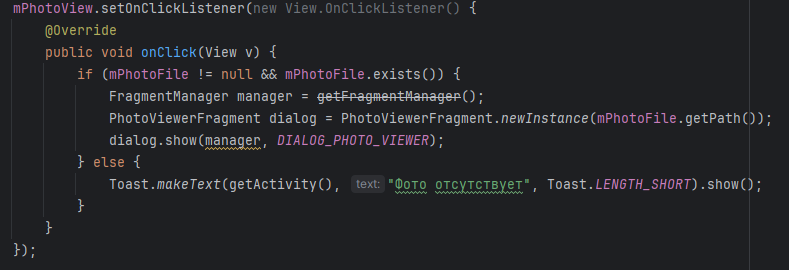 mPhotoView.setOnClickListener(new View.OnClickListener() {
@Override
public void onClick(View v) {
if (mPhotoFile != null && mPhotoFile.exists()) {
FragmentManager manager = getFragmentManager();
PhotoViewerFragment dialog = PhotoViewerFragment.newInstance(mPhotoFile.getPath());
dialog.show(manager, DIALOG_PHOTO_VIEWER);
} else {
Toast.makeText(getActivity(), text: "Фото отсутствует", Toast.LENGTH_SHORT).show();
}
}
});